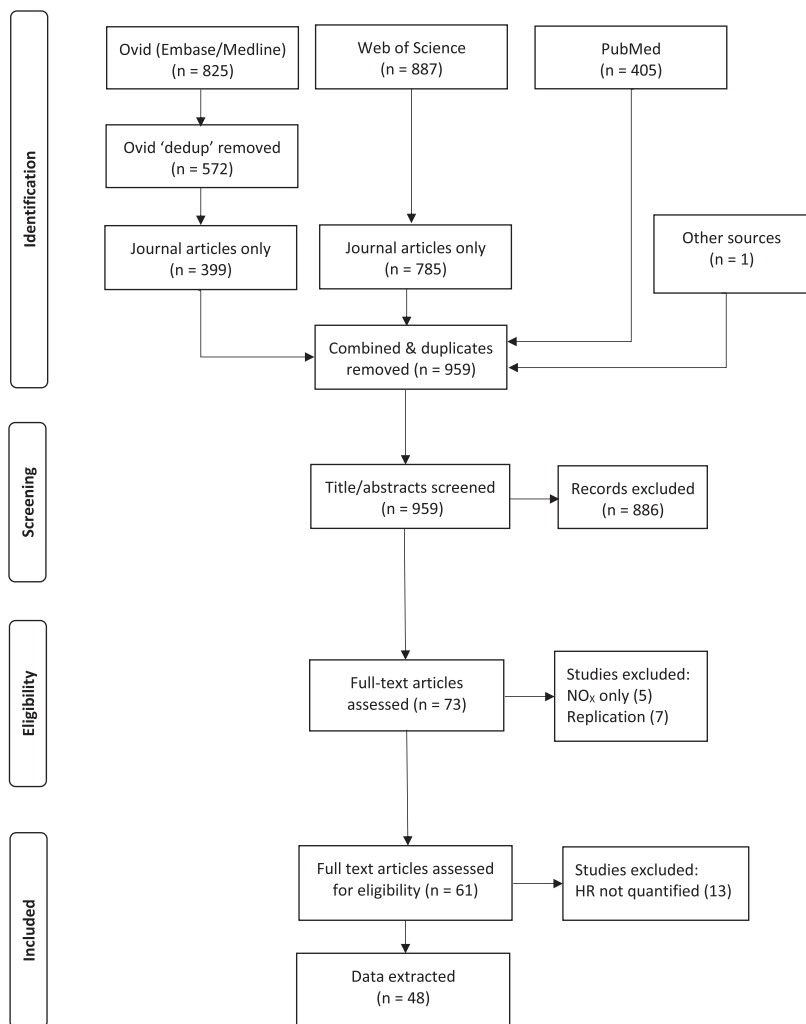 Identification
Ovid (Embase/Medline)
(n = 825)
Web of Science
(n = 887)
PubMed
(n = 405)
Ovid ‘dedup’ removed
(n = 572)
Journal articles only
(n = 399)
Journal articles only
(n = 785)
Other sources
(n = 1)
Combined & duplicates
removed (n = 959)
Screening
Title/abstracts screened
(n = 959)
Records excluded
(n = 886)
Eligibility
Full-text articles
assessed (n = 73)
Studies excluded:
NOₓ only (5)
Replication (7)
Included
Full text articles assessed
for eligibility (n = 61)
Studies excluded:
HR not quantified (13)
Data extracted
(n = 48)